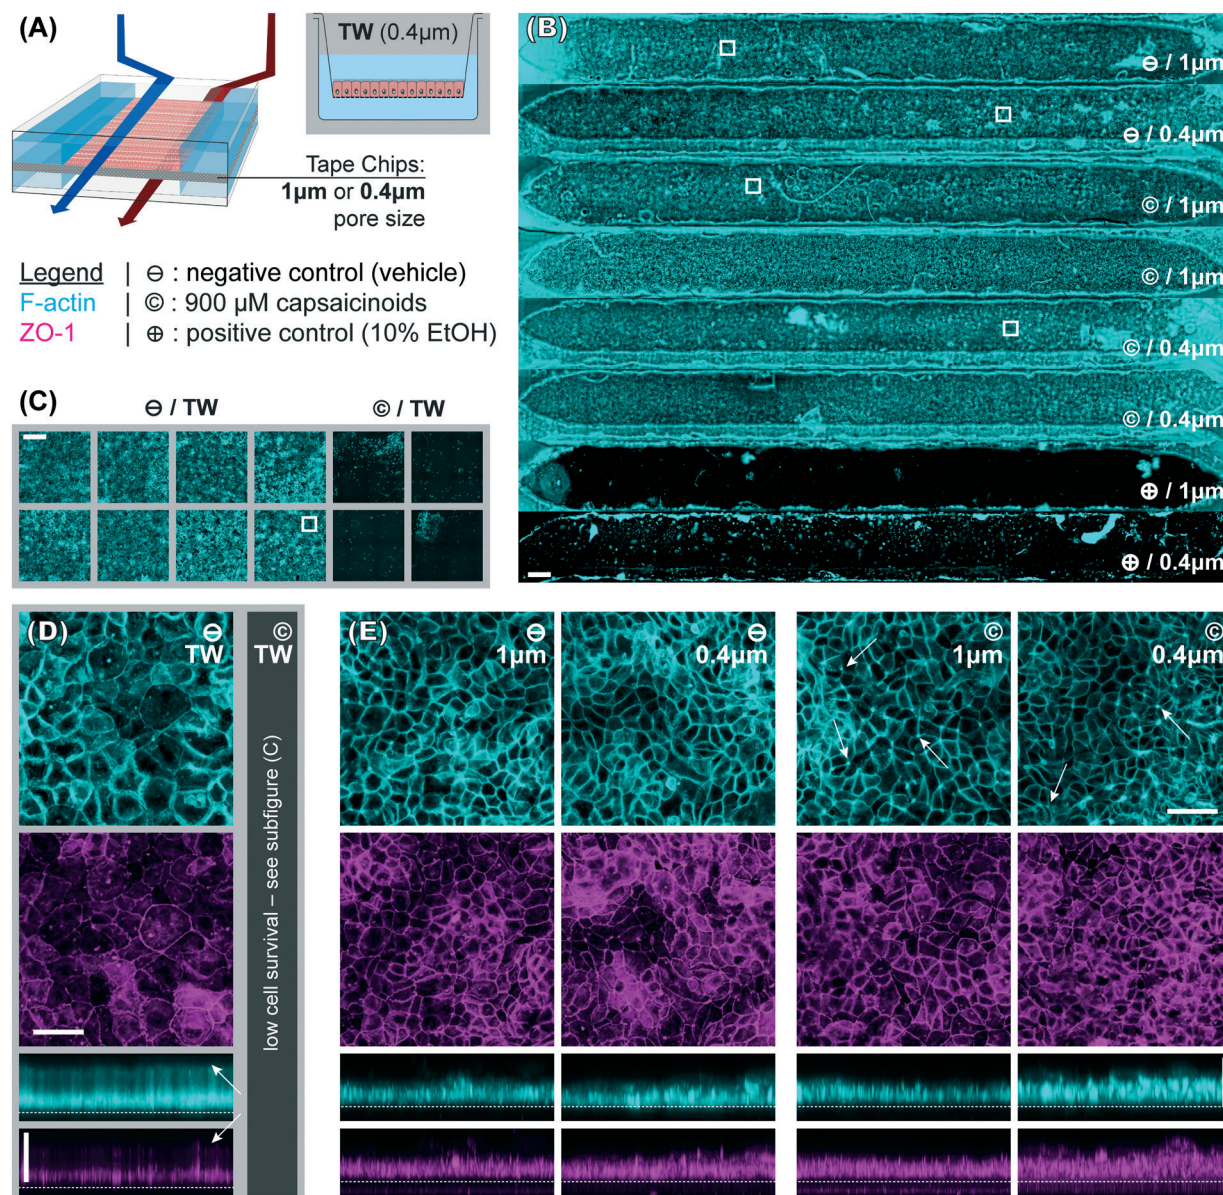 (A)
TW (0.4µm)
Tape Chips:
1µm or 0.4µm
pore size
Legend | ⊖ : negative control (vehicle)
F-actin | © : 900 µM capsaicinoids
ZO-1 | ⊕ : positive control (10% EtOH)
(B)
⊖ / 1µm
⊖ / 0.4µm
© / 1µm
© / 1µm
© / 0.4µm
© / 0.4µm
⊕ / 1µm
⊕ / 0.4µm
(C)
⊖ / TW
© / TW
(D)
⊖
TW
©
TW
low cell survival – see subfigure (C)
(E)
⊖
1µm
⊖
0.4µm
©
1µm
©
0.4µm